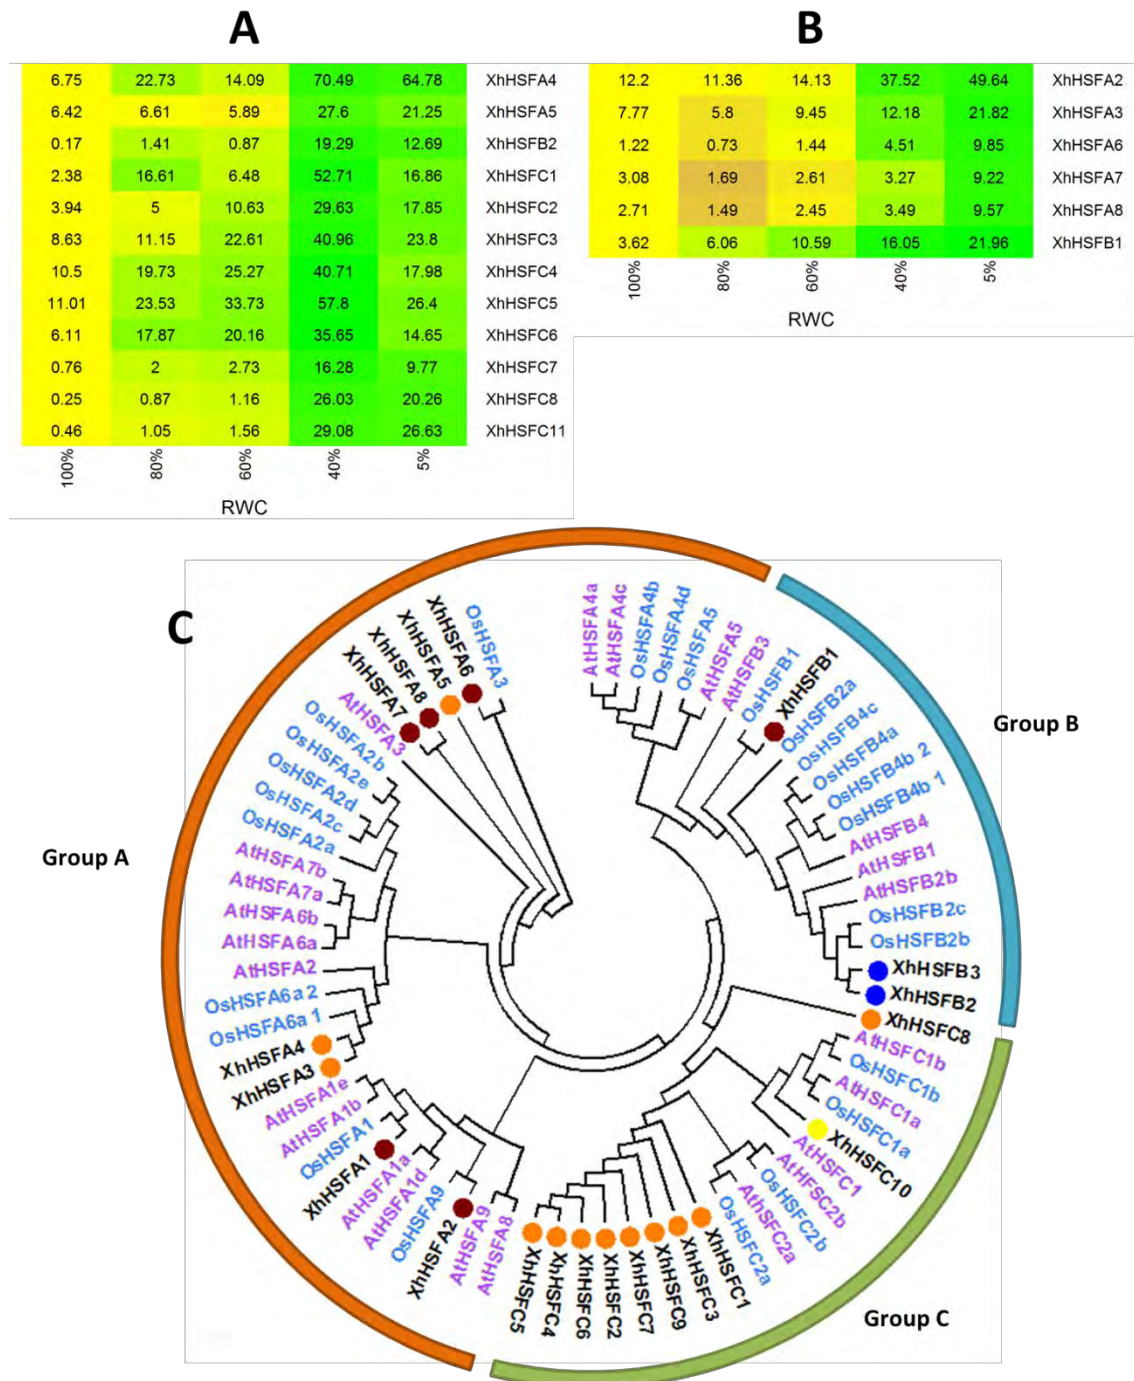 A
B
6.75 22.73 14.09 70.49 64.78 XhHSFA4
6.42 6.61 5.89 27.6 21.25 XhHSFA5
0.17 1.41 0.87 19.29 12.69 XhHSFB2
2.38 16.61 6.48 52.71 16.86 XhHSFC1
3.94 5 10.63 29.63 17.85 XhHSFC2
8.63 11.15 22.61 40.96 23.8 XhHSFC3
10.5 19.73 25.27 40.71 17.98 XhHSFC4
11.01 23.53 33.73 57.8 26.4 XhHSFC5
6.11 17.87 20.16 35.65 14.65 XhHSFC6
0.76 2 2.73 16.28 9.77 XhHSFC7
0.25 0.87 1.16 26.03 20.26 XhHSFC8
0.46 1.05 1.56 29.08 26.63 XhHSFC11
100% 80% 60% 40% 5%
RWC
12.2 11.36 14.13 37.52 49.64 XhHSFA2
7.77 5.8 9.45 12.18 21.82 XhHSFA3
1.22 0.73 1.44 4.51 9.85 XhHSFA6
3.08 1.69 2.61 3.27 9.22 XhHSFA7
2.71 1.49 2.45 3.49 9.57 XhHSFA8
3.62 6.06 10.59 16.05 21.96 XhHSFB1
100% 80% 60% 40% 5%
RWC
C
AtHSFA4a
AtHSFA4c
OsHSFA4b
OsHSFA4d
OsHSFA5
AtHSFA5
AtHSFB3
OsHSFB1
XhHSFB1
OsHSFB2a
OsHSFB4c
OsHSFB4a
OsHSFB4b 2
OsHSFB4b 1
AtHSFB4
AtHSFB1
AtHSFB2b
OsHSFB2c
OsHSFB2b
XhHSFB3
XhHSFB2
XhHSFC8
AtHSFC1b
OsHSFC1b
AtHSFC1a
OsHSFC1a
XhHSFC10
AtHSFC1
AtHFSC2b
OsHSFC2b
AthSFC2a
OsHSFC2a
XhHSFC1
XhHSFC3
XhHSFC9
XhHSFC7
XhHSFC2
XhHSFC6
XhHSFC4
XhHSFC5
AtHSFA8
AtHSFA9
XhHSFA2
OsHSFA9
AtHSFA1d
AtHSFA1a
XhHSFA1
OsHSFA1
AtHSFA1b
AtHSFA1e
XhHSFA3
XhHSFA4
OsHSFA6a 1
OsHSFA6a 2
AtHSFA2
AtHSFA6a
AtHSFA6b
AtHSFA7a
AtHSFA7b
OsHSFA2a
OsHSFA2c
OsHSFA2d
OsHSFA2e
OsHSFA2b
AtHSFA3
XhHSFA7
XhHSFA8
XhHSFA5
XhHSFA6
OsHSFA3
Group B
Group A
Group C